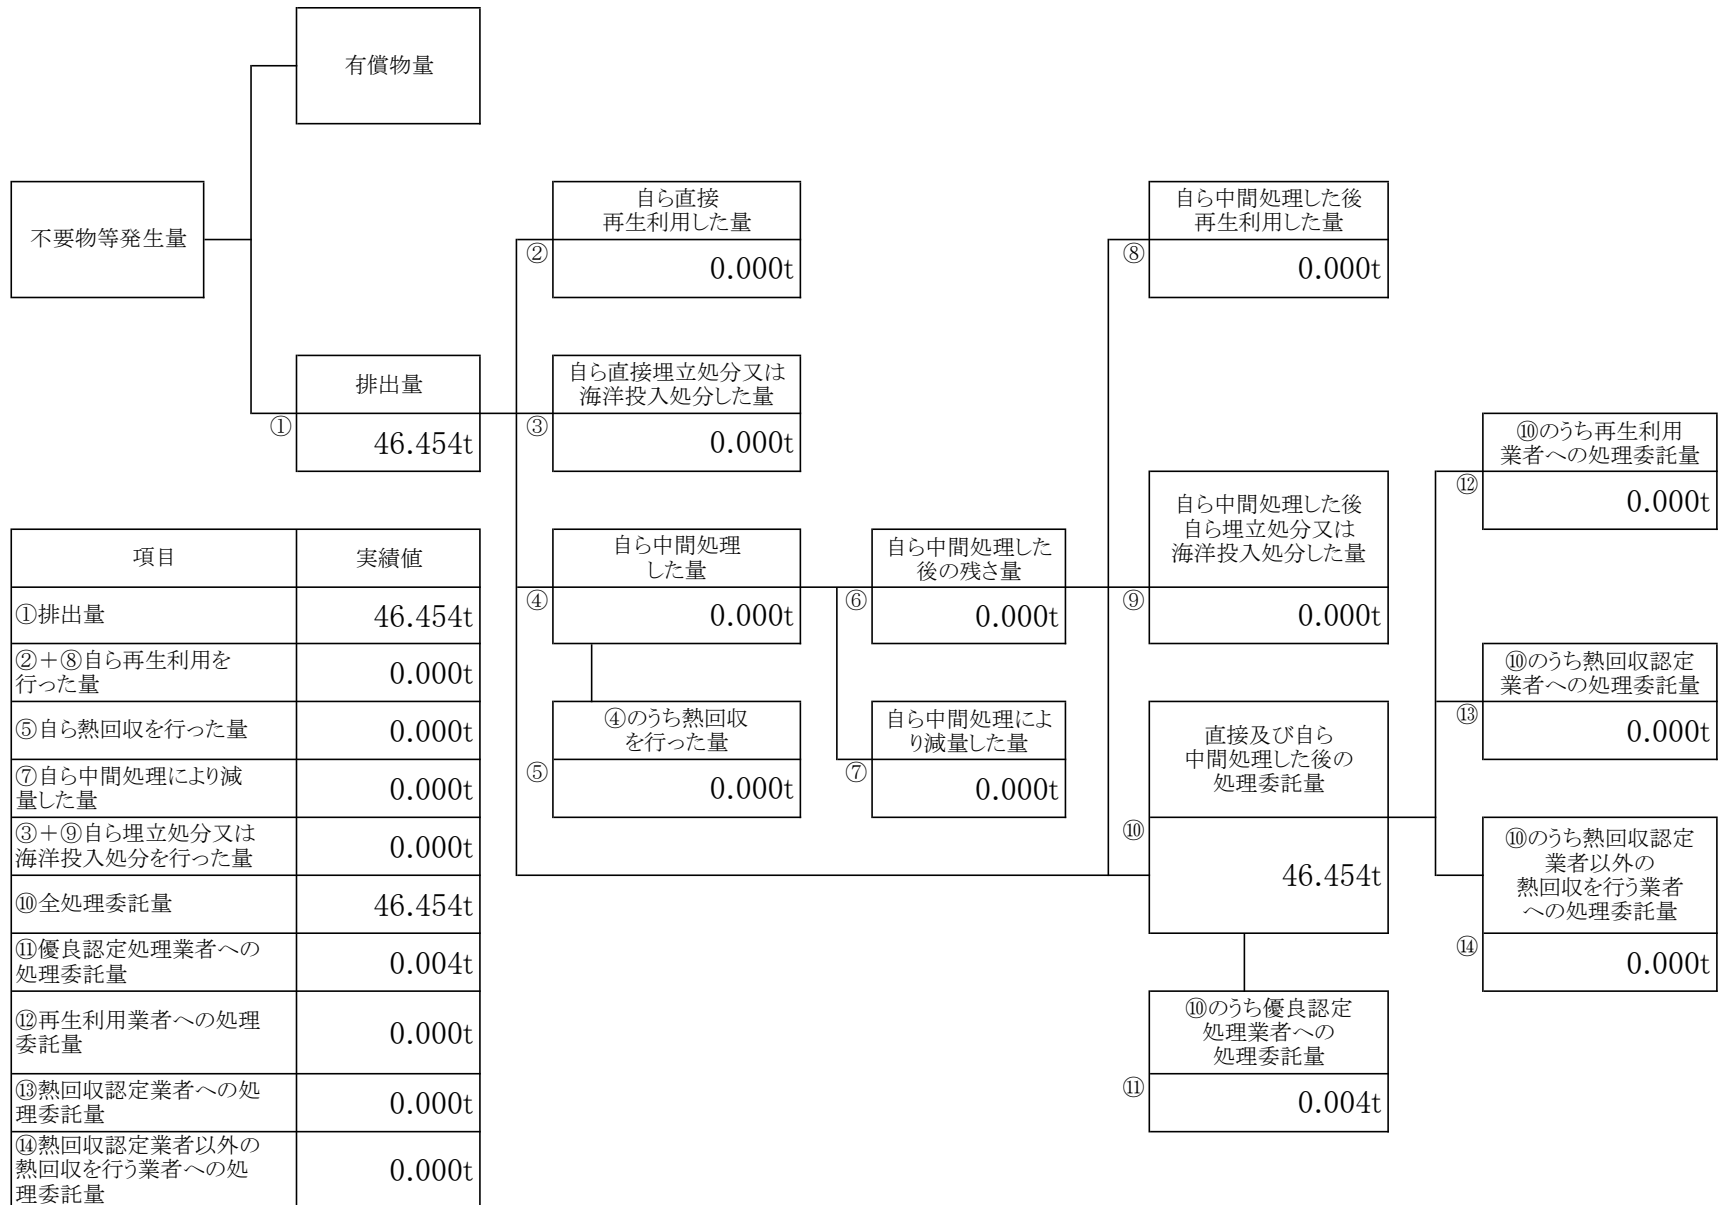 有償物量
不要物等発生量
排出量
①
46.454t
自ら直接
再生利用した量
②
0.000t
自ら直接埋立処分又は
海洋投入処分した量
③
0.000t
自ら中間処理
した量
④
0.000t
④のうち熱回収
を行った量
⑤
0.000t
自ら中間処理した
後の残さ量
⑥
0.000t
自ら中間処理によ
り減量した量
⑦
0.000t
自ら中間処理した後
再生利用した量
⑧
0.000t
自ら中間処理した後
自ら埋立処分又は
海洋投入処分した量
⑨
0.000t
直接及び自ら
中間処理した後の
処理委託量
⑩
46.454t
⑩のうち優良認定
処理業者への
処理委託量
⑪
0.004t
⑩のうち再生利用
業者への処理委託量
⑫
0.000t
⑩のうち熱回収認定
業者への処理委託量
⑬
0.000t
⑩のうち熱回収認定
業者以外の
熱回収を行う業者
への処理委託量
⑭
0.000t
項目 実績値
①排出量 46.454t
②＋⑧自ら再生利用を
行った量 0.000t
⑤自ら熱回収を行った量 0.000t
⑦自ら中間処理により減
量した量 0.000t
③＋⑨自ら埋立処分又は
海洋投入処分を行った量 0.000t
⑩全処理委託量 46.454t
⑪優良認定処理業者への
処理委託量 0.004t
⑫再生利用業者への処理
委託量 0.000t
⑬熱回収認定業者への処
理委託量 0.000t
⑭熱回収認定業者以外の
熱回収を行う業者への処
理委託量 0.000t